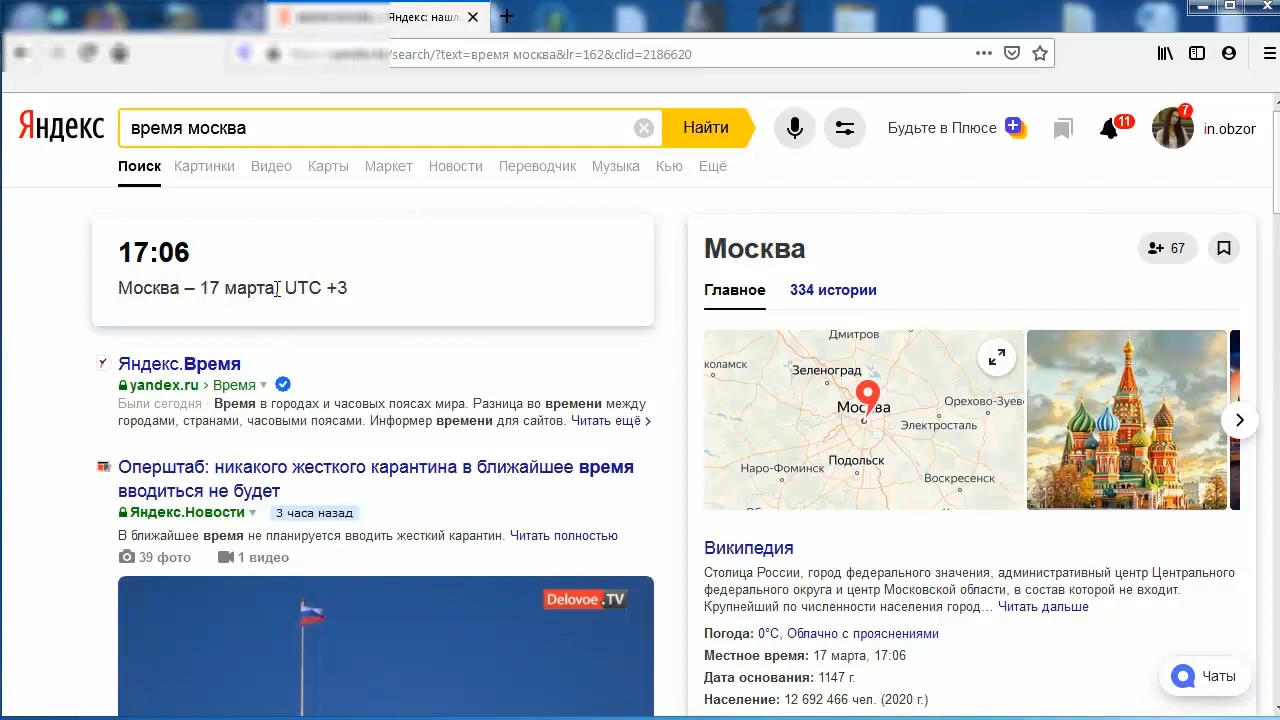 Яндекс: нашл
/search/?text=время москва&lr=162&clid=2186620
Яндекс
время москва
Найти
Будьте в Плюсе
11
7
in.obzor
Поиск Картинки Видео Карты Маркет Новости Переводчик Музыка Кью Ещё
17:06
Москва – 17 марта, UTC +3
Яндекс.Время
yandex.ru › Время
Были сегодня · Время в городах и часовых поясах мира. Разница во времени между
городами, странами, часовыми поясами. Информер времени для сайтов. Читать ещё
Оперштаб: никакого жесткого карантина в ближайшее время
вводиться не будет
Яндекс.Новости 3 часа назад
В ближайшее время не планируется вводить жесткий карантин. Читать полностью
39 фото 1 видео
Delovoe.TV
Москва
67
Главное 334 истории
Дмитров
коламск
Зеленоград
Москва
Орехово-Зуев
Электросталь
Подольск
Наро-Фоминск
Воскресенск
Википедия
Столица России, город федерального значения, административный центр Центрального
федерального округа и центр Московской области, в состав которой не входит.
Крупнейший по численности населения город... Читать дальше
Погода: 0°C, Облачно с прояснениями
Местное время: 17 марта, 17:06
Дата основания: 1147 г.
Население: 12 692 466 чел. (2020 г.)
Чаты